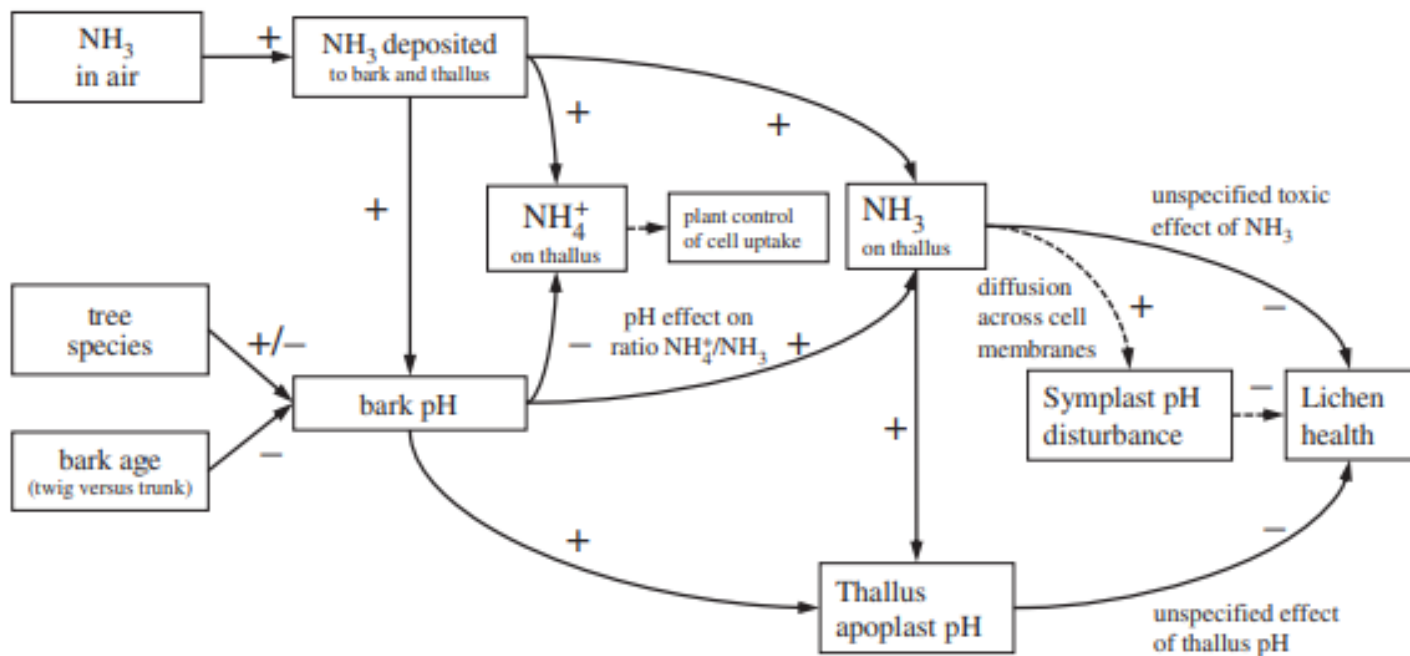 NH₃
in air
+
NH₃ deposited
to bark and thallus
+
+
+
NH₄⁺
on thallus
plant control
of cell uptake
NH₃
on thallus
unspecified toxic
effect of NH₃
tree
species
+/–
bark age
(twig versus trunk)
–
bark pH
–
pH effect on
ratio NH₄⁺/NH₃
+
diffusion
across cell
membranes
+
–
Symplast pH
disturbance
–
Lichen
health
+
+
Thallus
apoplast pH
–
unspecified effect
of thallus pH